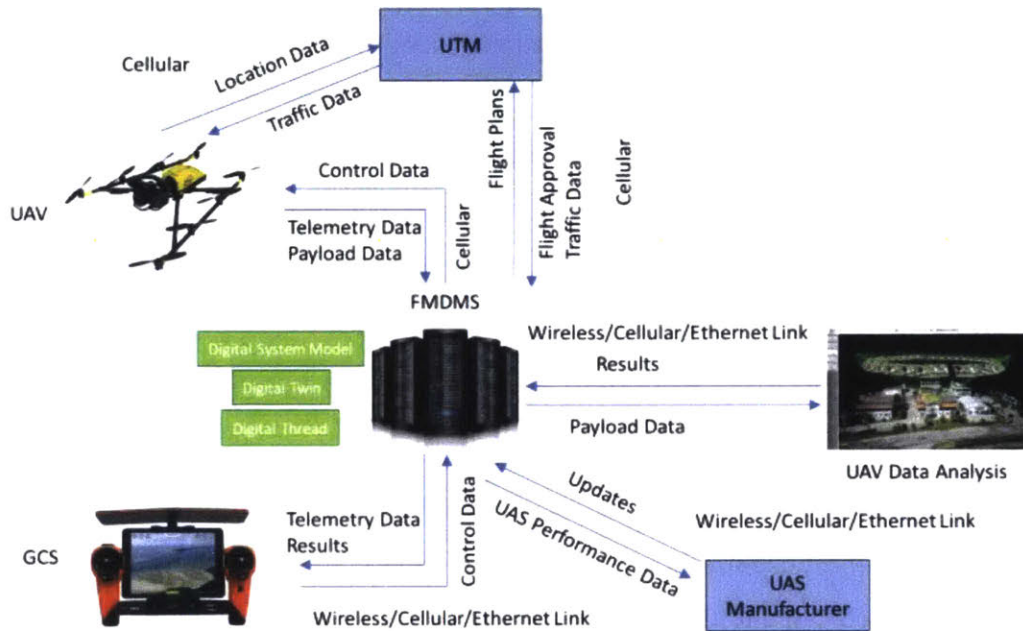 UTM
Cellular
Location Data
Traffic Data
Flight Plans
Flight Approval
Traffic Data
Cellular
UAV
Control Data
Telemetry Data
Payload Data
Cellular
FMDMS
Digital System Model
Digital Twin
Digital Thread
Wireless/Cellular/Ethernet Link
Results
Payload Data
UAV Data Analysis
GCS
Telemetry Data
Results
Control Data
Wireless/Cellular/Ethernet Link
Updates
UAS Performance Data
Wireless/Cellular/Ethernet Link
UAS
Manufacturer